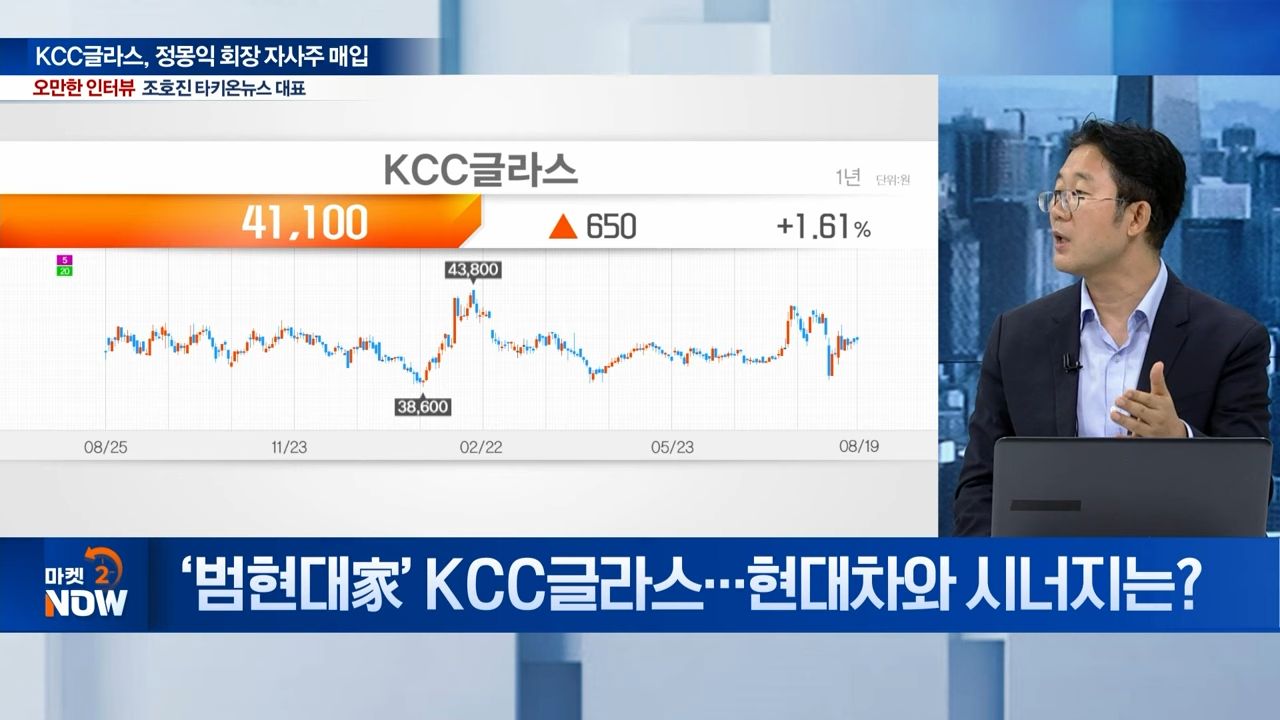 KCC글라스, 정몽익 회장 자사주 매입
오만한 인터뷰 조호진 타키온뉴스 대표
KCC글라스
1년 단위:원
41,100 ▲ 650 +1.61%
5
20
43,800
38,600
08/25 11/23 02/22 05/23 08/19
마켓 2
NOW
‘범현대家’ KCC글라스…현대차와 시너지는?